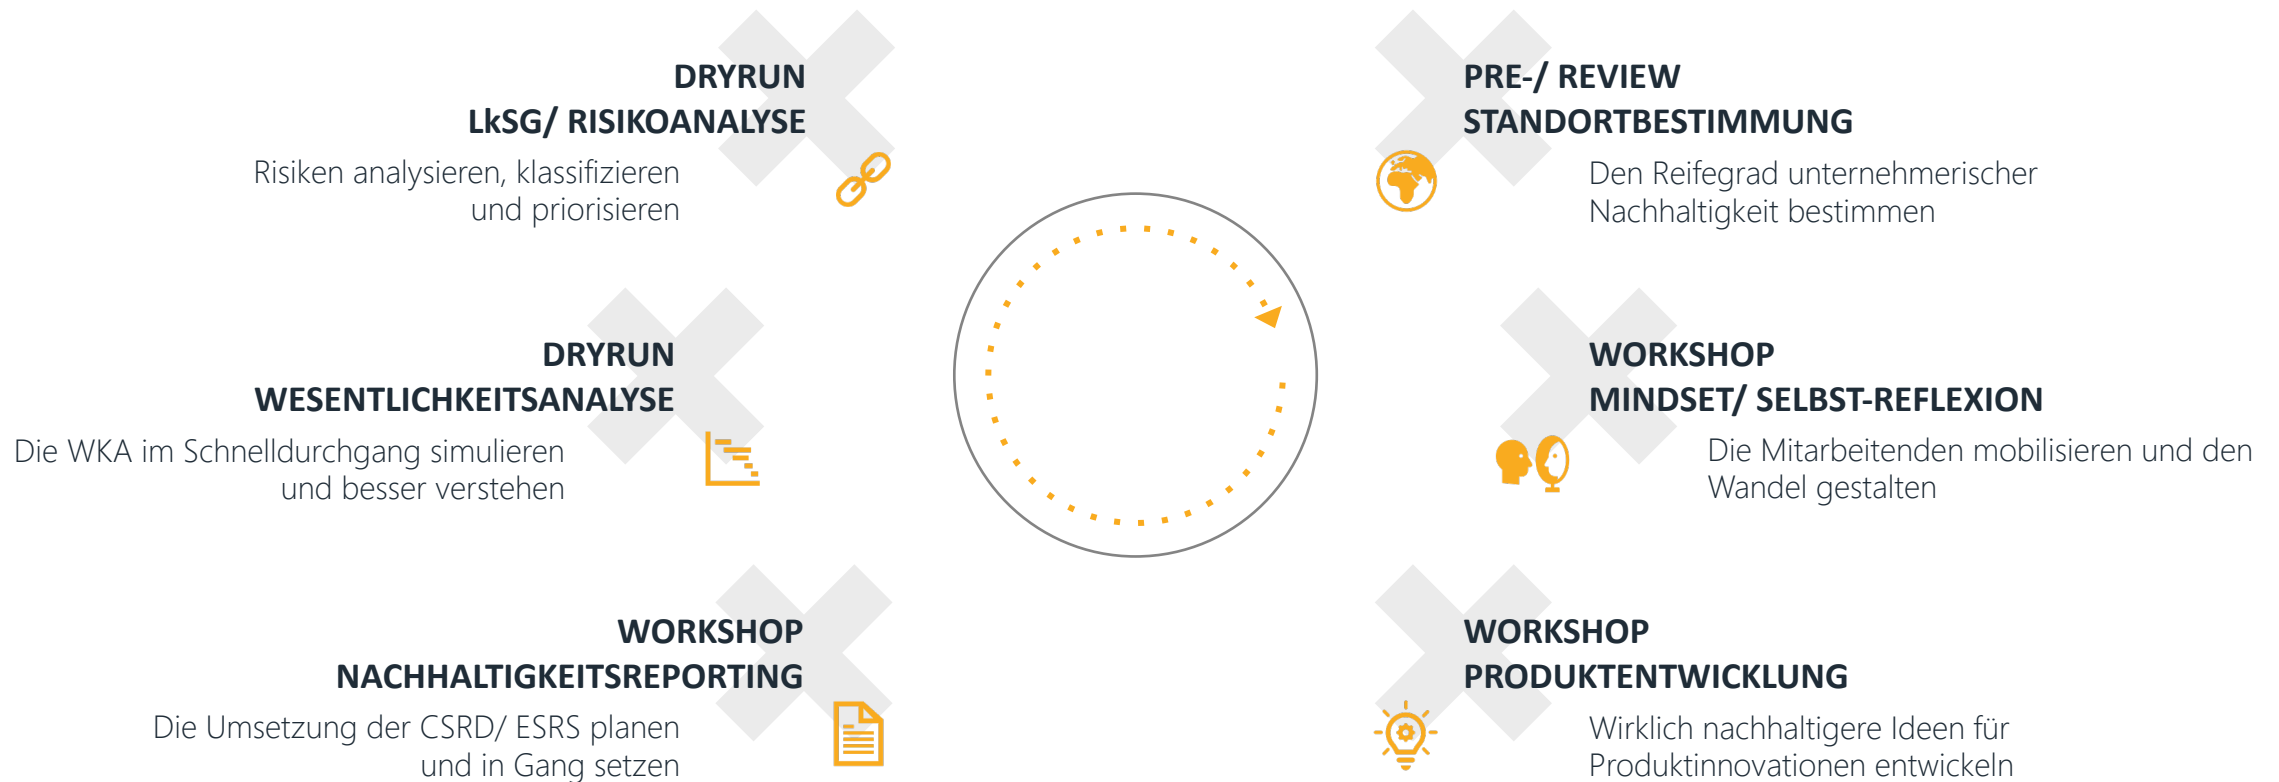 DRYRUN
LkSG/ RISIKOANALYSE
Risiken analysieren, klassifizieren
und priorisieren
DRYRUN
WESENTLICHKEITSANALYSE
Die WKA im Schnelldurchgang simulieren
und besser verstehen
WORKSHOP
NACHHALTIGKEITSREPORTING
Die Umsetzung der CSRD/ ESRS planen
und in Gang setzen
PRE-/ REVIEW
STANDORTBESTIMMUNG
Den Reifegrad unternehmerischer
Nachhaltigkeit bestimmen
WORKSHOP
MINDSET/ SELBST-REFLEXION
Die Mitarbeitenden mobilisieren und den
Wandel gestalten
WORKSHOP
PRODUKTENTWICKLUNG
Wirklich nachhaltigere Ideen für
Produktinnovationen entwickeln